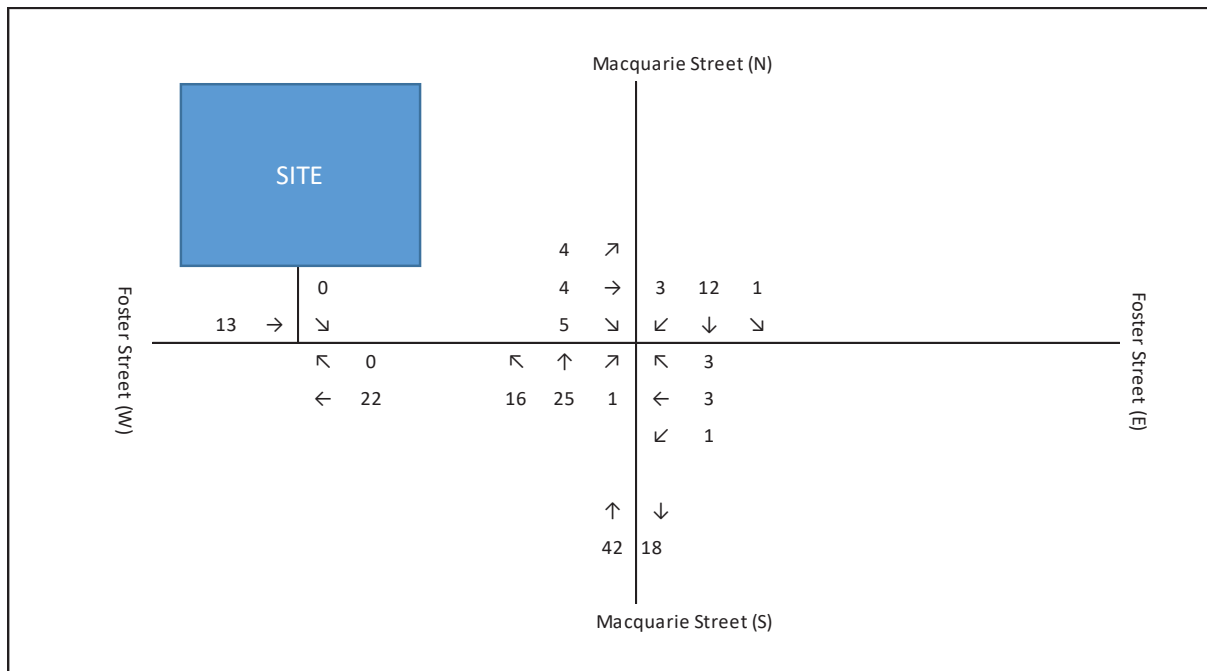 Macquarie Street (N)
SITE
4 ↗
0 4 → 3 12 1
13 → ↘ 5 ↘ ↙ ↓ ↘
Foster Street (W)
Foster Street (E)
↖ 0 ↖ ↑ ↗ ↖ 3
← 22 16 25 1 ← 3
↙ 1
↑ ↓
42 18
Macquarie Street (S)